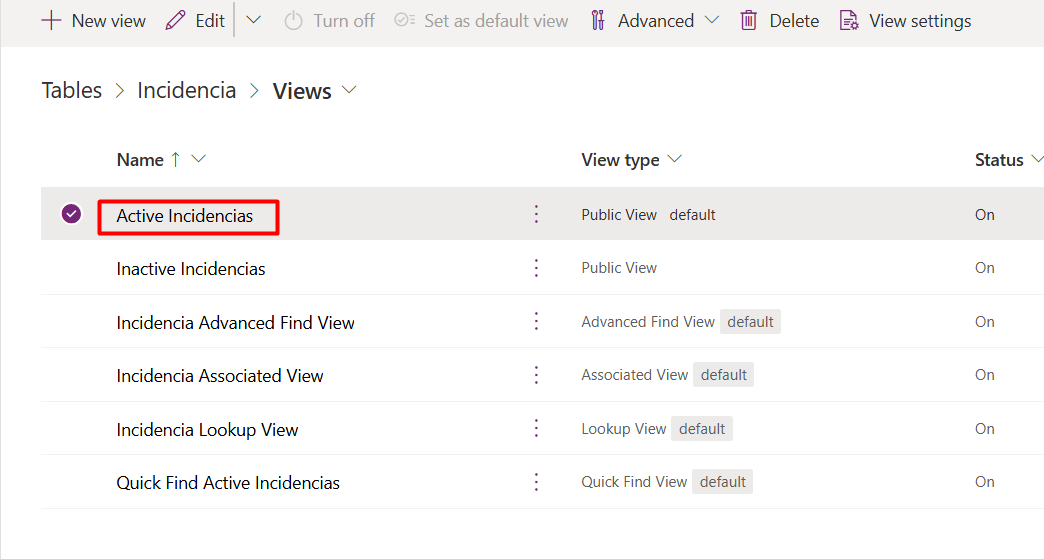 New view Edit Turn off Set as default view Advanced Delete View settings
Tables > Incidencia > Views
Name ↑ View type Status
Active Incidencias Public View default On
Inactive Incidencias Public View On
Incidencia Advanced Find View Advanced Find View default On
Incidencia Associated View Associated View default On
Incidencia Lookup View Lookup View default On
Quick Find Active Incidencias Quick Find View default On